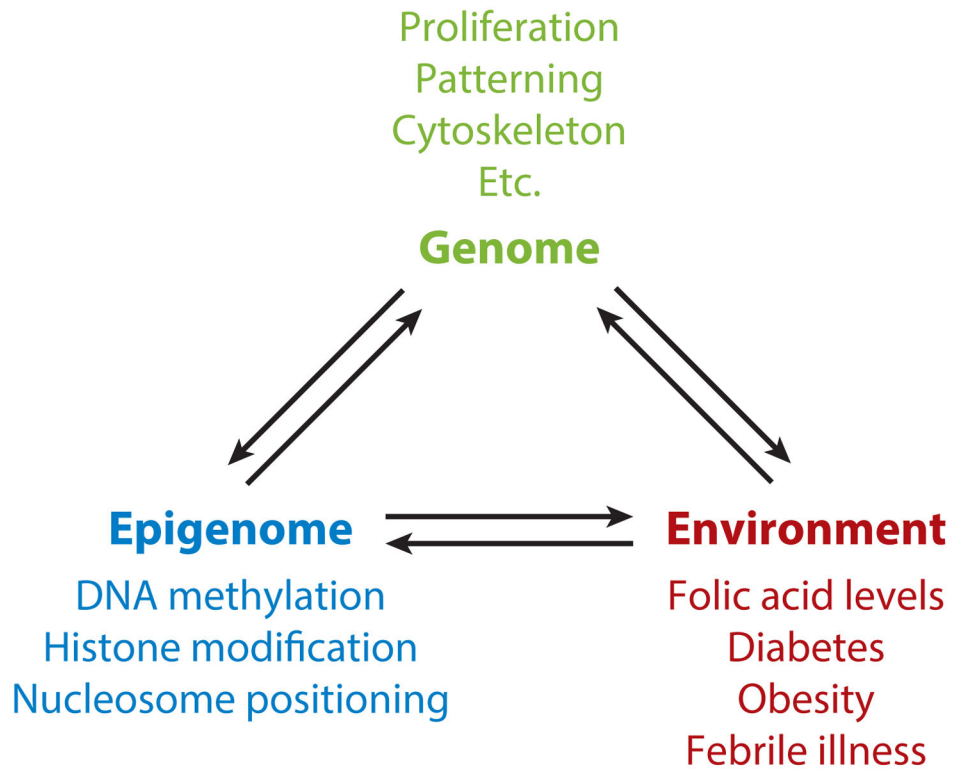 Proliferation
Patterning
Cytoskeleton
Etc.
Genome
Epigenome
DNA methylation
Histone modification
Nucleosome positioning
Environment
Folic acid levels
Diabetes
Obesity
Febrile illness